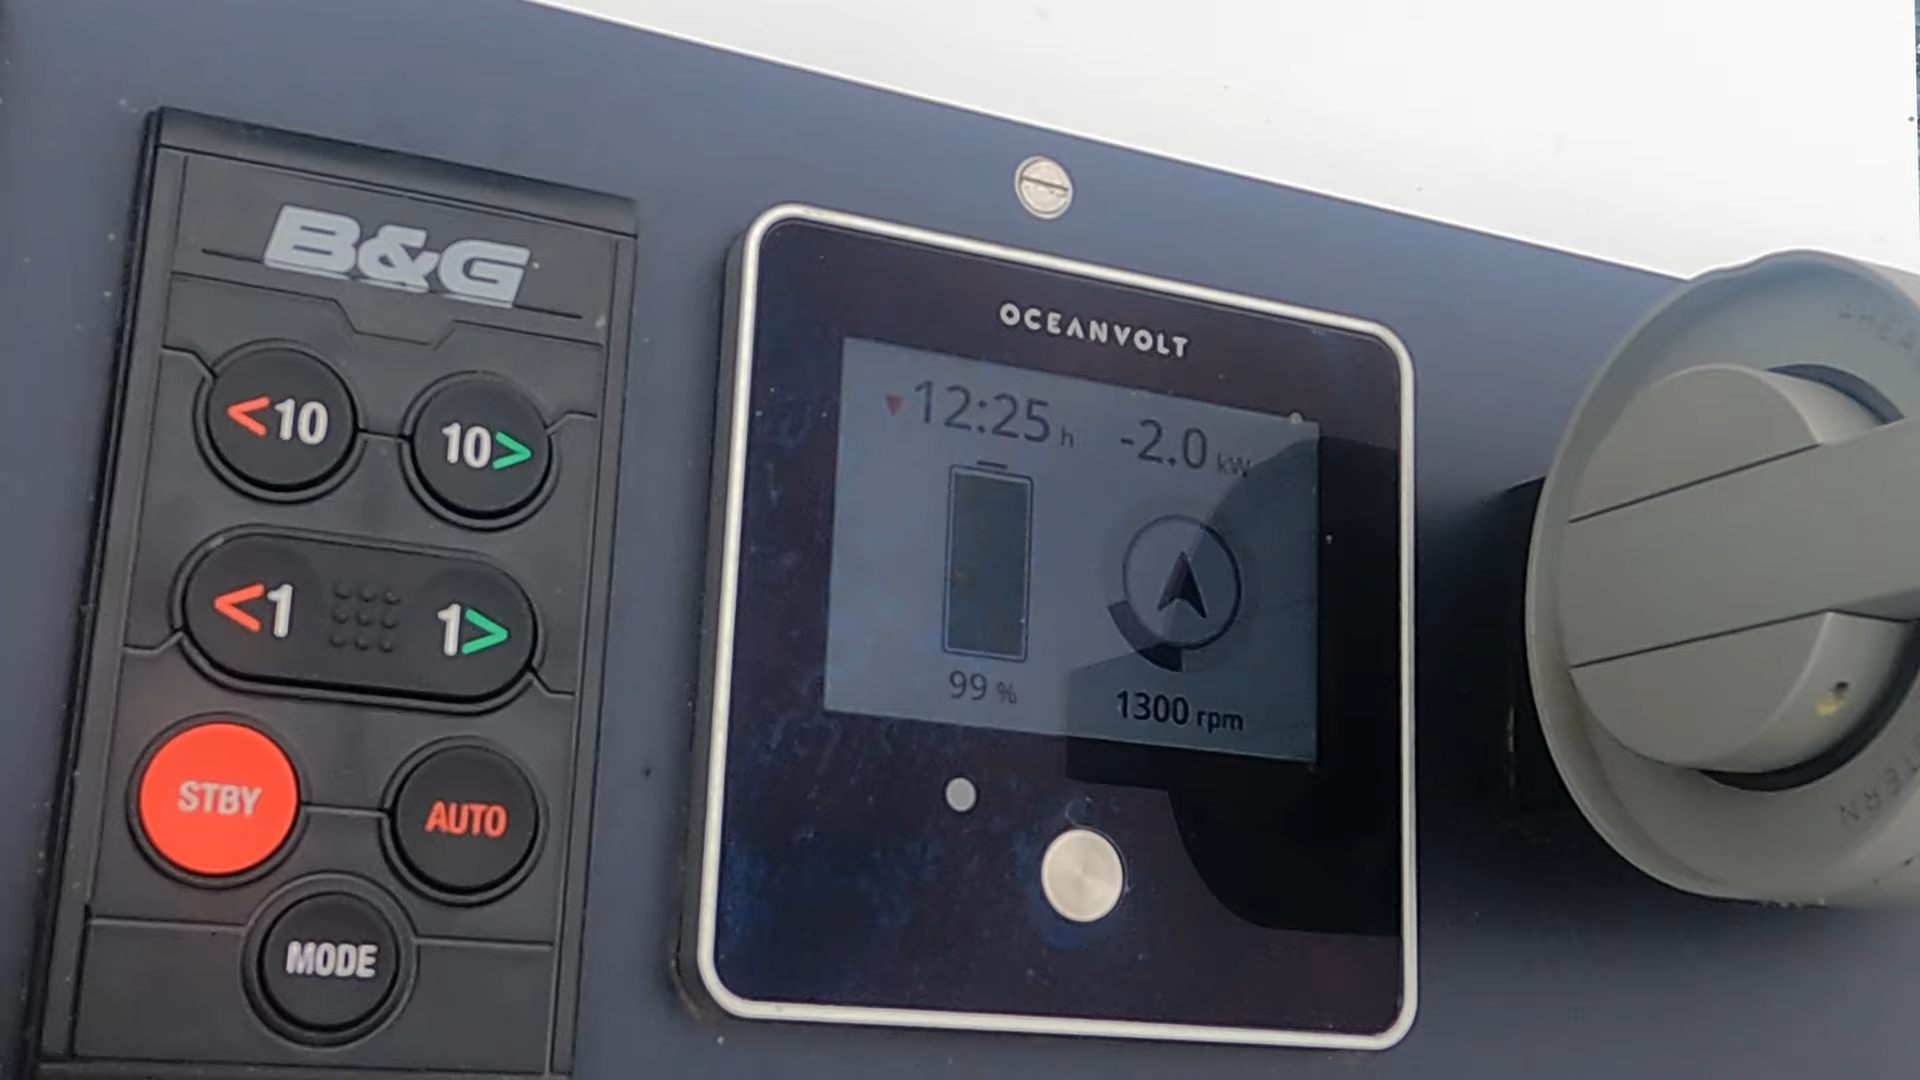 B&G
<10
10>
<1
1>
STBY
AUTO
MODE
OCEANVOLT
▼12:25 h
-2.0 kW
99 %
1300 rpm